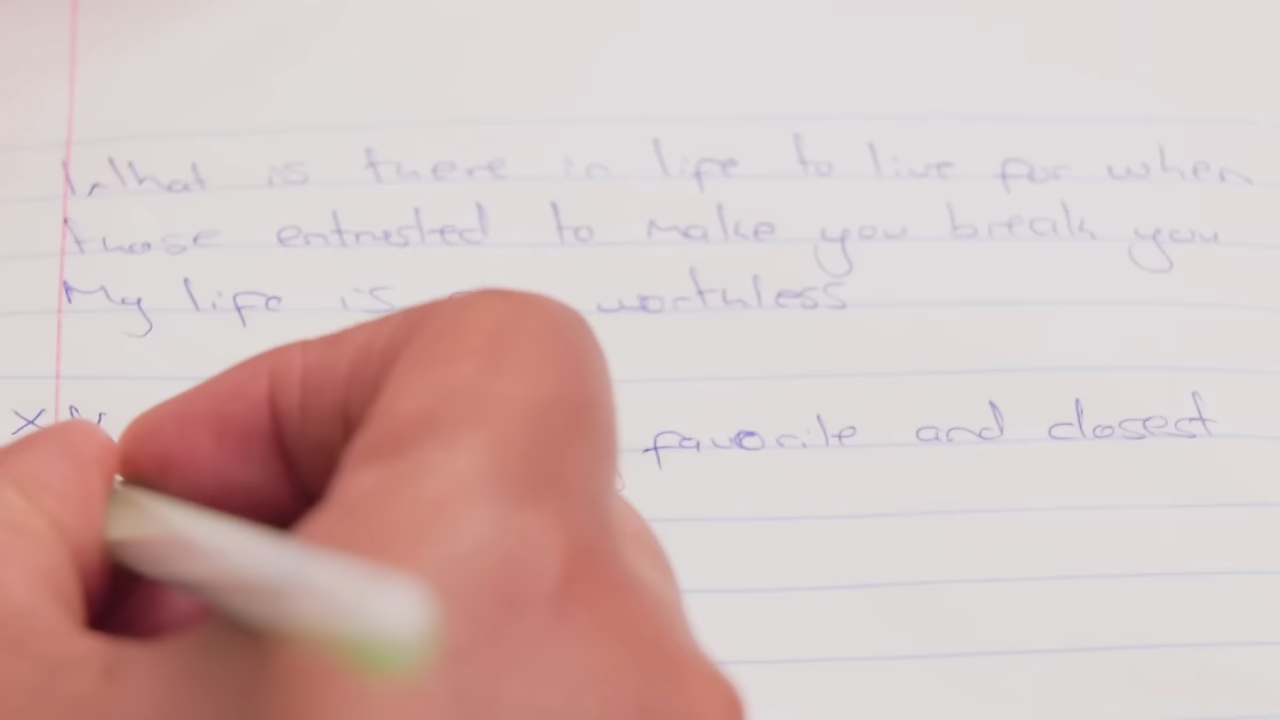 What is there in life to live for when
those entrusted to make you break you
My life is worthless
x favorite and closest